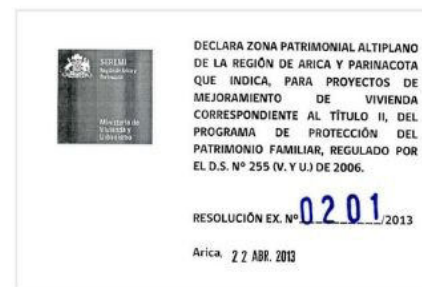 SEREMI
Región de Arica y
Parinacota
Ministerio de
Vivienda y
Urbanismo
DECLARA ZONA PATRIMONIAL ALTIPLANO
DE LA REGIÓN DE ARICA Y PARINACOTA
QUE INDICA, PARA PROYECTOS DE
MEJORAMIENTO DE VIVIENDA
CORRESPONDIENTE AL TÍTULO II, DEL
PROGRAMA DE PROTECCIÓN DEL
PATRIMONIO FAMILIAR, REGULADO POR
EL D.S. Nº 255 (V. Y U.) DE 2006.
RESOLUCIÓN EX. Nº 0201/2013
Arica, 22 ABR. 2013